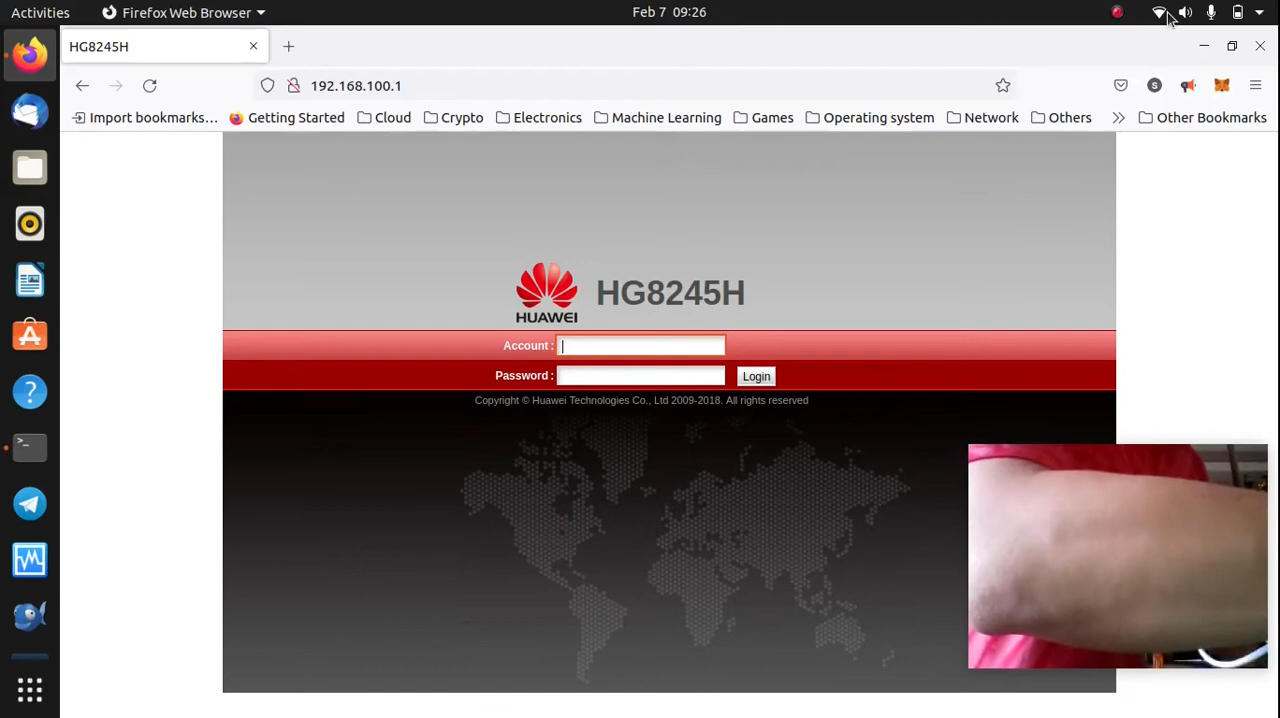 Activities
Firefox Web Browser
Feb 7 09:26
HG8245H
192.168.100.1
Import bookmarks...
Getting Started
Cloud
Crypto
Electronics
Machine Learning
Games
Operating system
Network
Others
Other Bookmarks
S
HUAWEI
HG8245H
Account :
Password :
Login
Copyright © Huawei Technologies Co., Ltd 2009-2018. All rights reserved